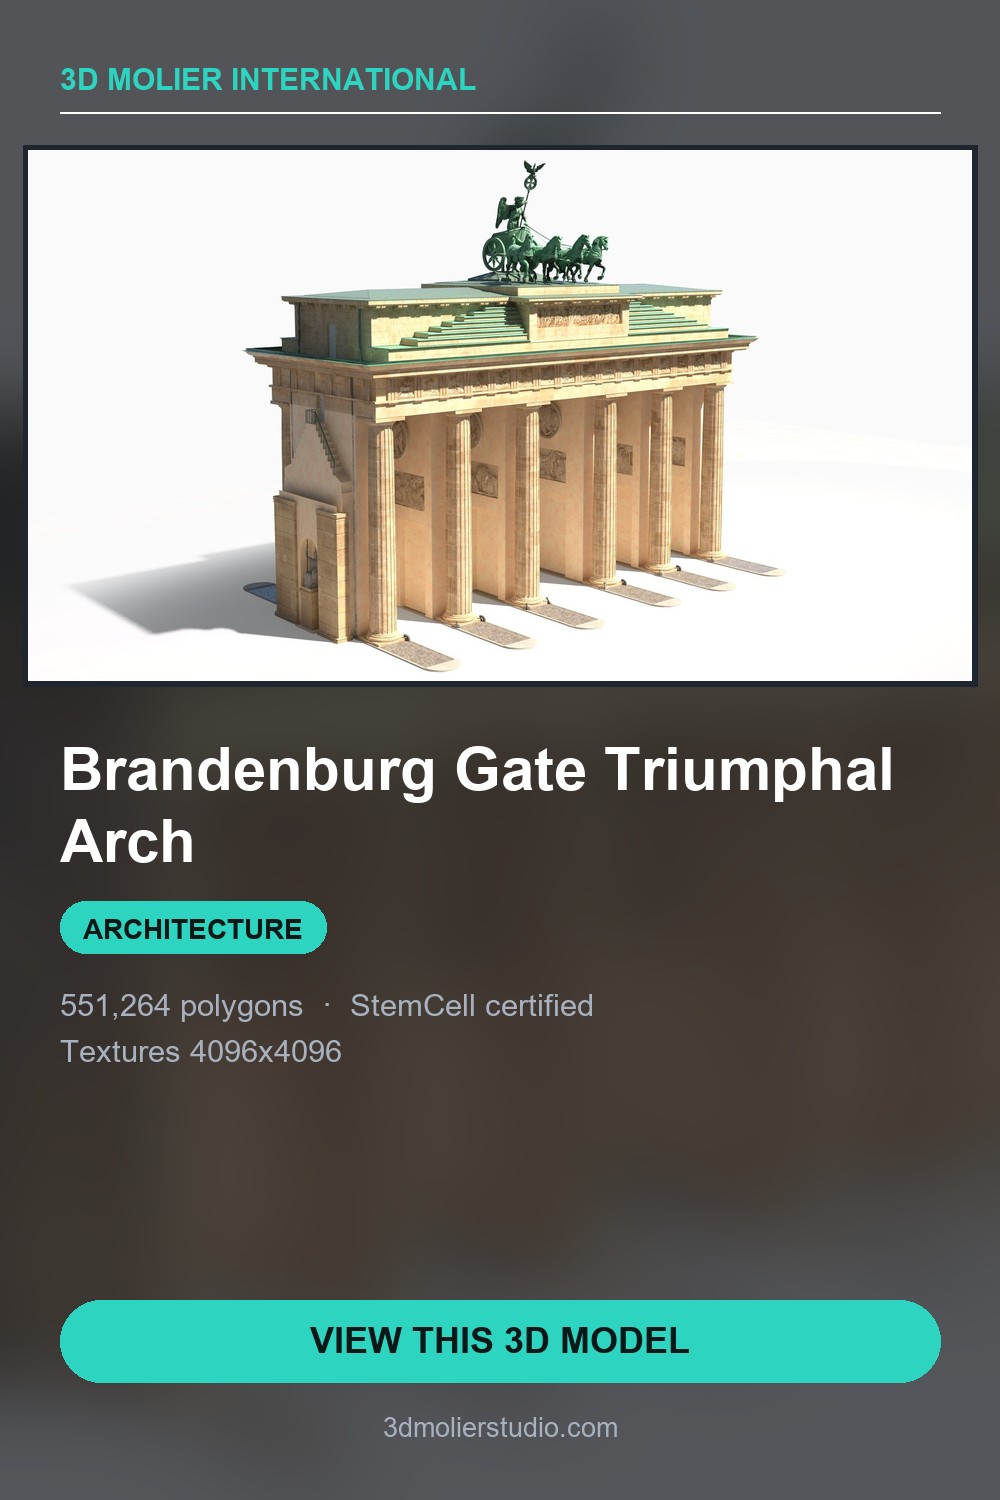 3D MOLIER INTERNATIONAL
Brandenburg Gate Triumphal
Arch
ARCHITECTURE
551,264 polygons · StemCell certified
Textures 4096x4096
VIEW THIS 3D MODEL
3dmolierstudio.com